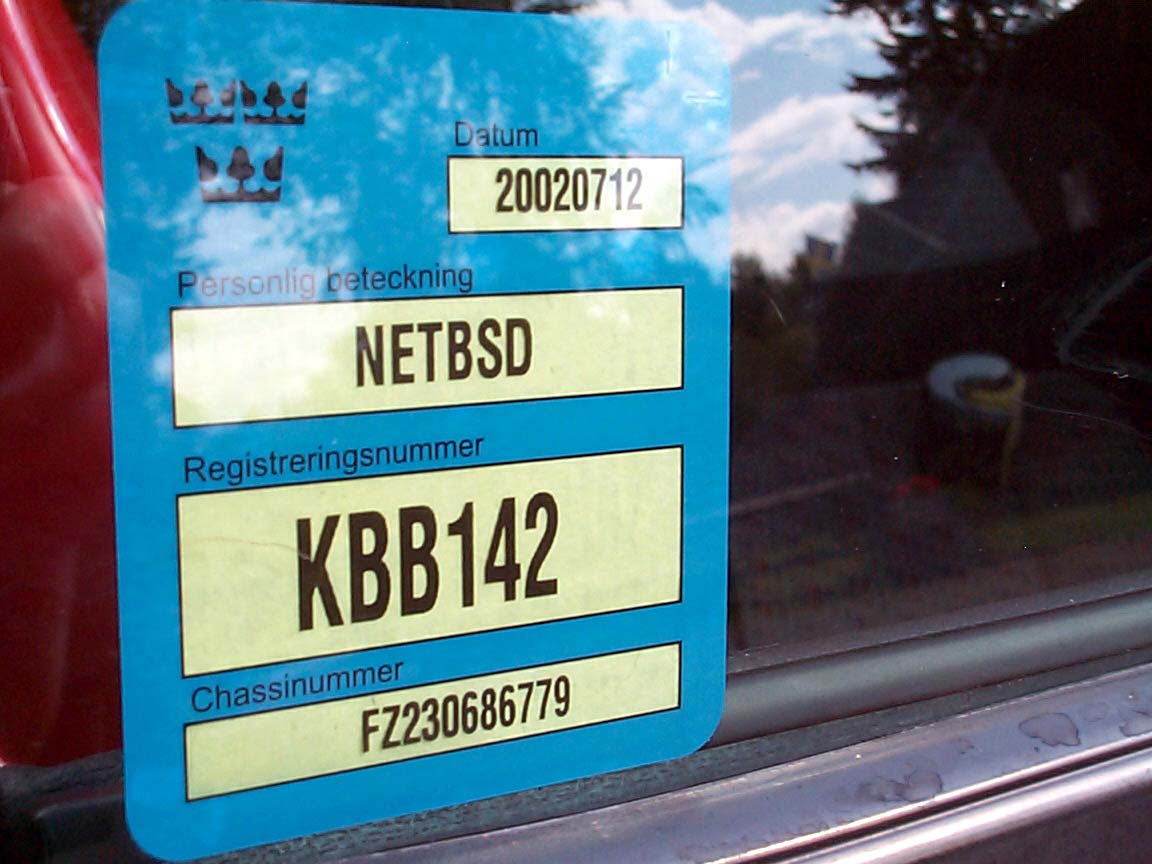 Datum
20020712
Personlig beteckning
NETBSD
Registreringsnummer
KBB142
Chassinummer
FZ230686779